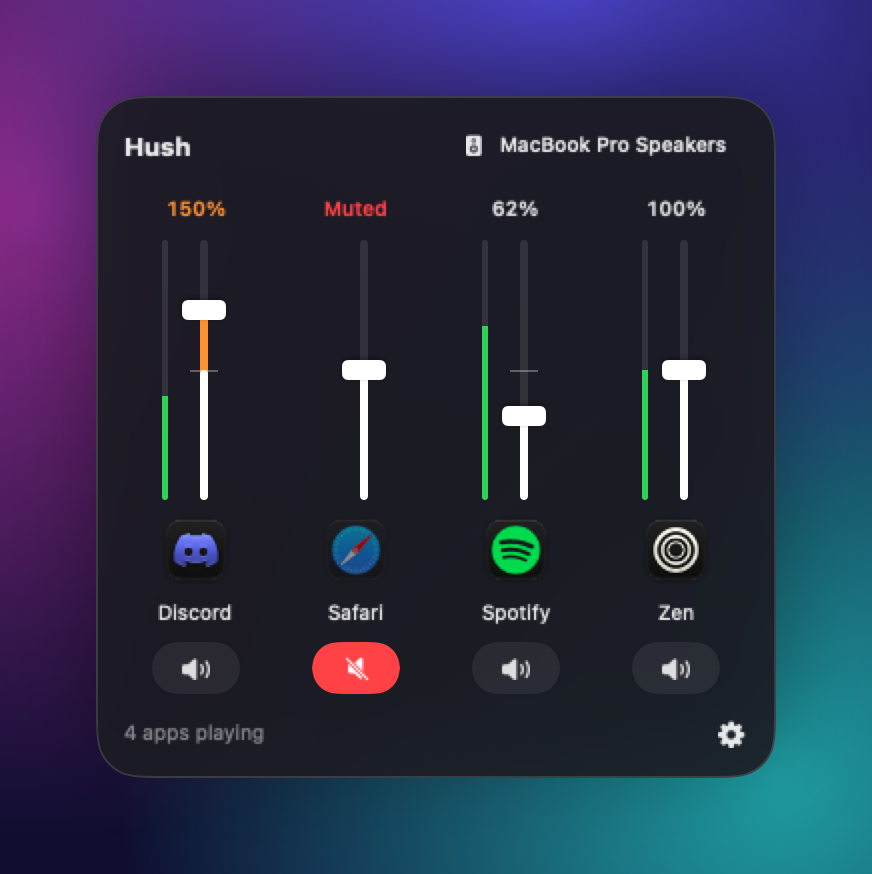 Hush
MacBook Pro Speakers
150%
Muted
62%
100%
Discord
Safari
Spotify
Zen
4 apps playing